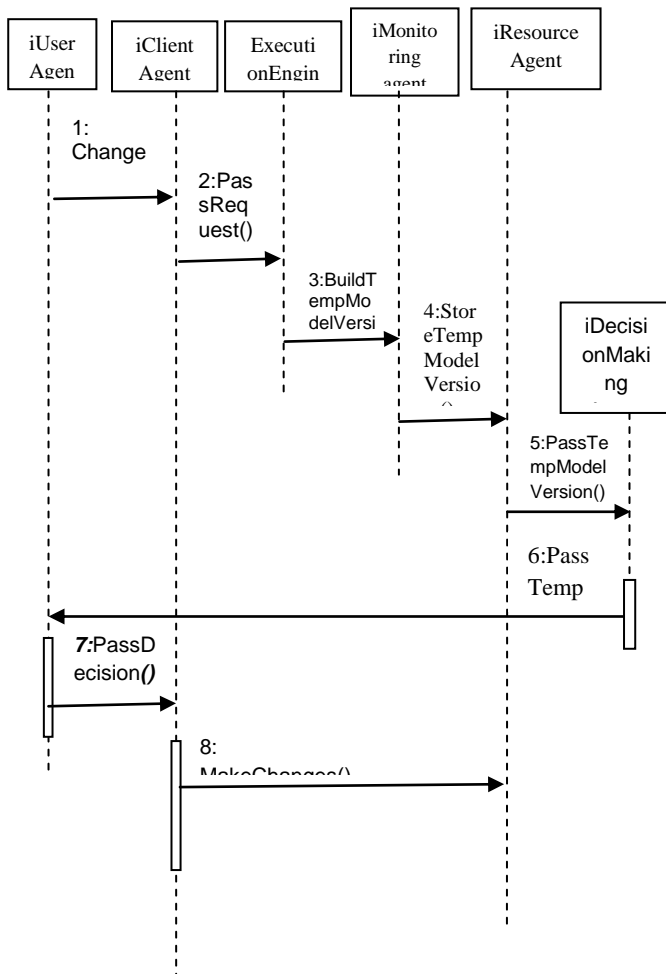 iUser
Agen
iClient
Agent
Executi
onEngin
iMonito
ring
agent
iResource
Agent
1:
Change
2:Pas
sReq
uest()
3:BuildT
empMo
delVersi
4:Stor
eTemp
Model
Versio
iDecisi
onMaki
ng
5:PassTe
mpModel
Version()
6:Pass
Temp
7:PassD
ecision()
8:
MakeChanges()